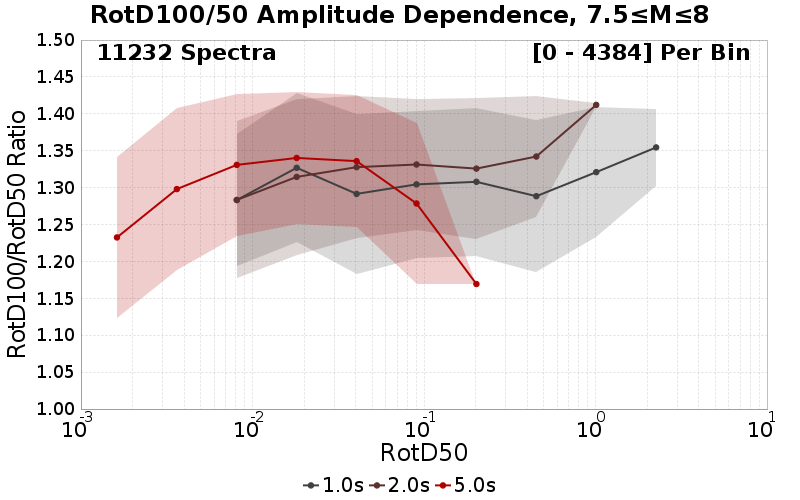 RotD100/50 Amplitude Dependence, 7.5≤M≤8
11232 Spectra
[0 - 4384] Per Bin
RotD100/RotD50 Ratio
1.50
1.45
1.40
1.35
1.30
1.25
1.20
1.15
1.10
1.05
1.00
10-3 10-2 10-1 100 101
RotD50
1.0s 2.0s 5.0s